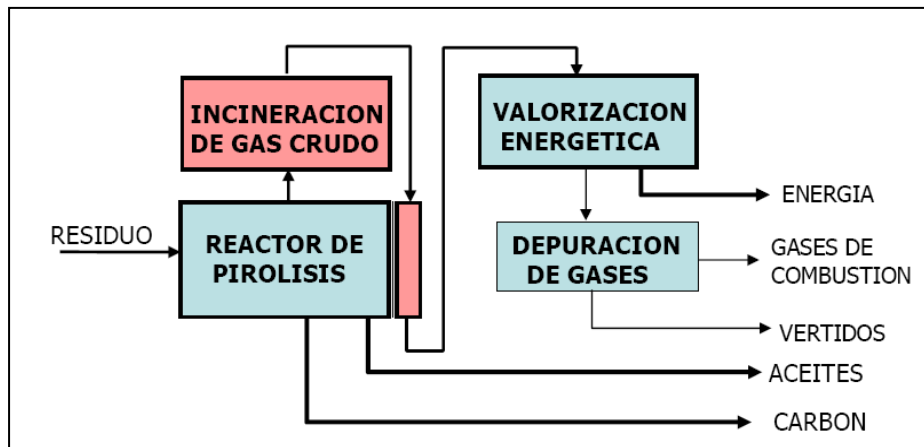 INCINERACION
DE GAS CRUDO
VALORIZACION
ENERGETICA
ENERGIA
RESIDUO
REACTOR DE
PIROLISIS
DEPURACION
DE GASES
GASES DE
COMBUSTION
VERTIDOS
ACEITES
CARBON